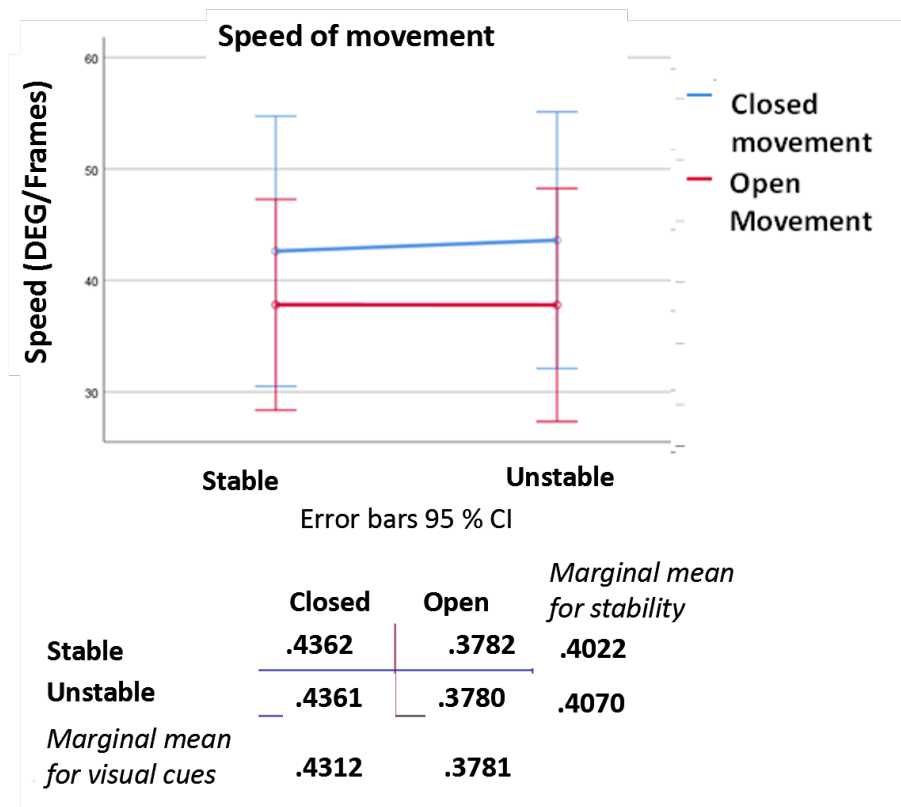 Speed of movement
Speed (DEG/Frames)
60
50
40
30
Closed
movement
Open
Movement
Stable
Unstable
Error bars 95 % CI
Closed Open Marginal mean
for stability
Stable .4362 .3782 .4022
Unstable .4361 .3780 .4070
Marginal mean
for visual cues .4312 .3781